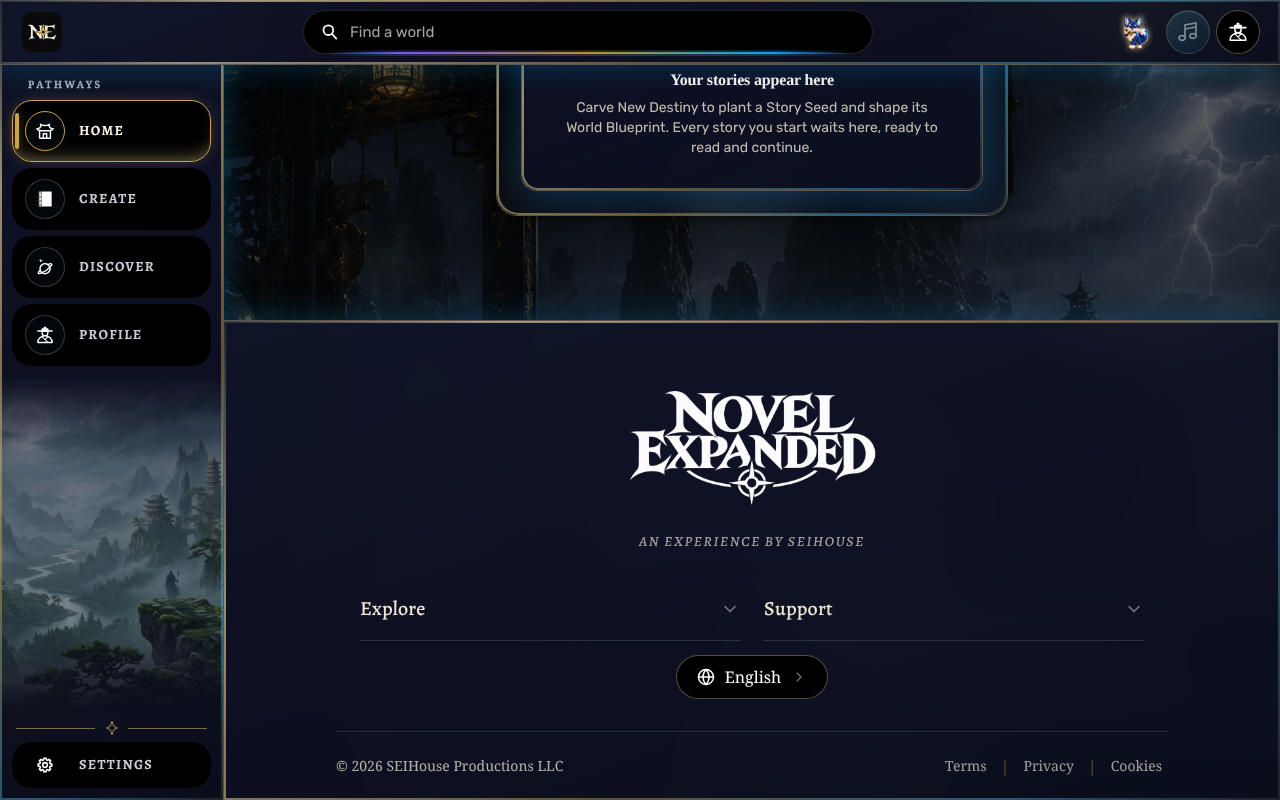 NE
Find a world
PATHWAYS
HOME
CREATE
DISCOVER
PROFILE
SETTINGS
Your stories appear here
Carve New Destiny to plant a Story Seed and shape its
World Blueprint. Every story you start waits here, ready to
read and continue.
NOVEL
EXPANDED
AN EXPERIENCE BY SEIHOUSE
Explore
Support
English
© 2026 SEIHouse Productions LLC
Terms | Privacy | Cookies